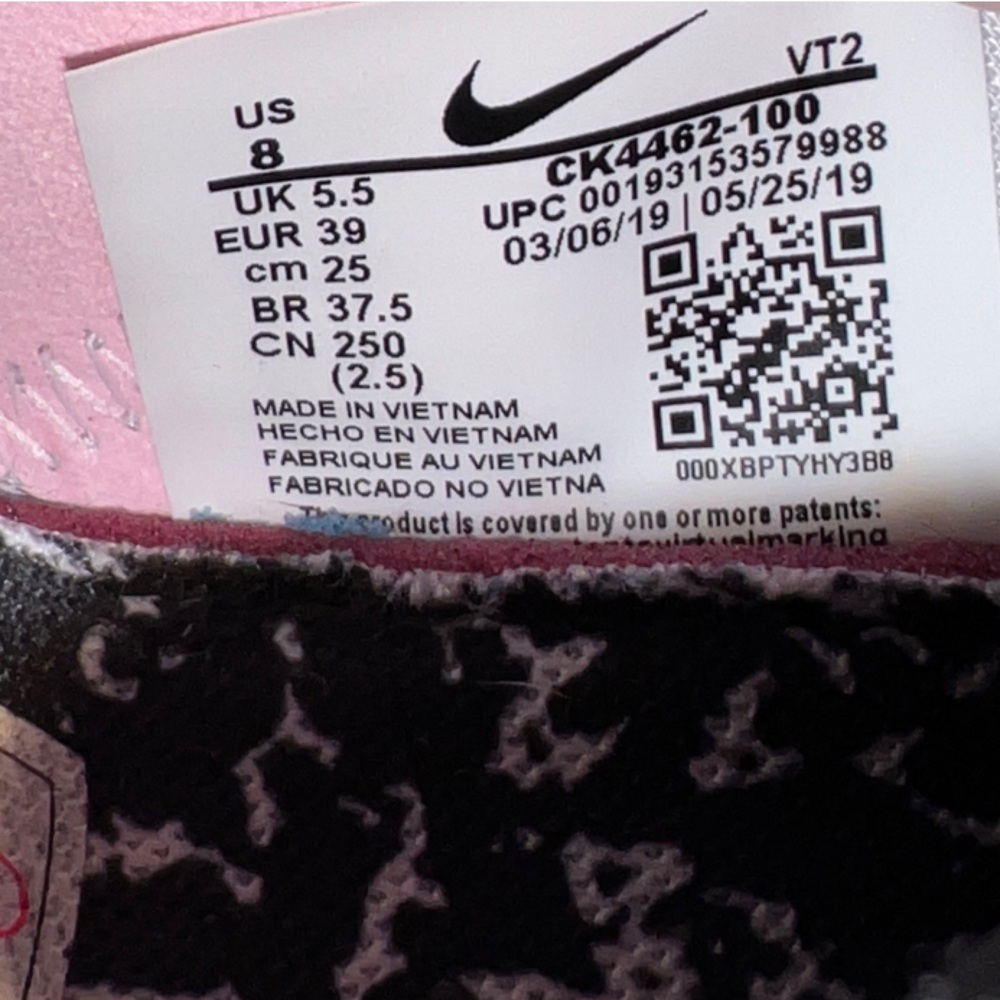 VT2
US
8
CK4462-100
UPC 00193153579988
03/06/19 | 05/25/19
UK 5.5
EUR 39
cm 25
BR 37.5
CN 250
(2.5)
MADE IN VIETNAM
HECHO EN VIETNAM
FABRIQUE AU VIETNAM
FABRICADO NO VIETNA
000XBPTYHY3B8
This product is covered by one or more patents: